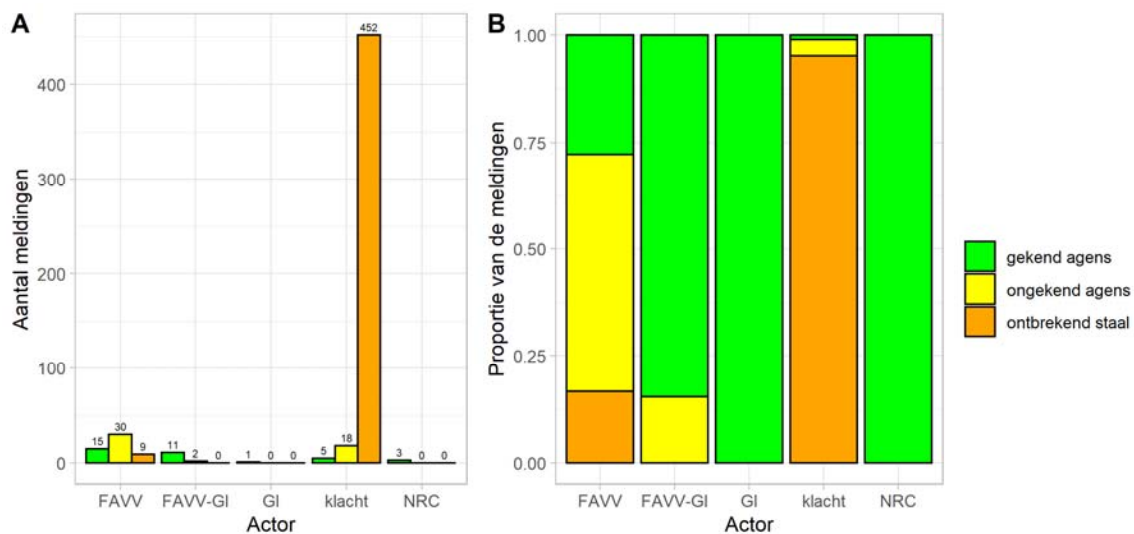 A
Aantal meldingen
400
300
200
100
0
15
30
9
11
2
0
1
0
0
5
18
452
3
0
0
FAVV
FAVV-GI
GI
klacht
NRC
Actor
B
Proportie van de meldingen
1.00
0.75
0.50
0.25
0.00
FAVV
FAVV-GI
GI
klacht
NRC
Actor
gekend agens
ongekend agens
ontbrekend staal